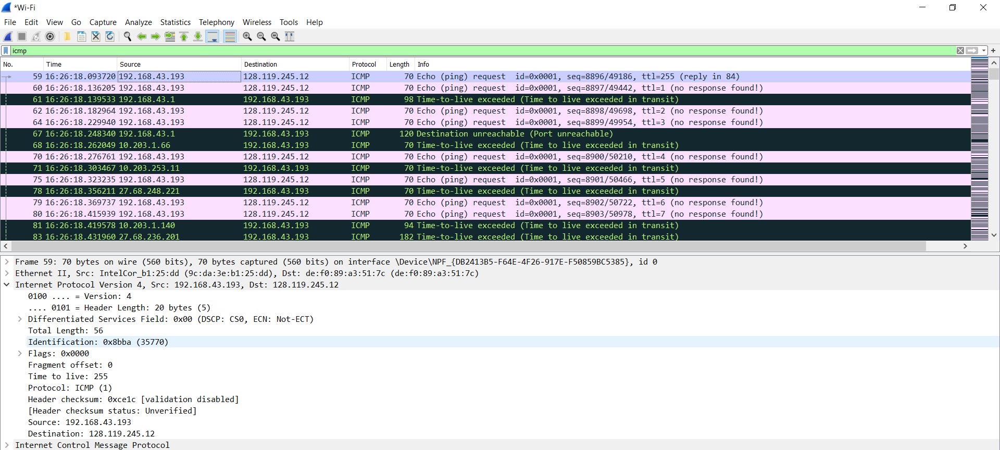 *Wi-Fi
File Edit View Go Capture Analyze Statistics Telephony Wireless Tools Help
icmp
No. Time Source Destination Protocol Length Info
59 16:26:18.093720 192.168.43.193 128.119.245.12 ICMP 70 Echo (ping) request id=0x0001, seq=8896/49186, ttl=255 (reply in 84)
60 16:26:18.136205 192.168.43.193 128.119.245.12 ICMP 70 Echo (ping) request id=0x0001, seq=8897/49442, ttl=1 (no response found!)
61 16:26:18.139533 192.168.43.1 192.168.43.193 ICMP 98 Time-to-live exceeded (Time to live exceeded in transit)
62 16:26:18.182964 192.168.43.193 128.119.245.12 ICMP 70 Echo (ping) request id=0x0001, seq=8898/49698, ttl=2 (no response found!)
64 16:26:18.229940 192.168.43.193 128.119.245.12 ICMP 70 Echo (ping) request id=0x0001, seq=8899/49954, ttl=3 (no response found!)
67 16:26:18.248340 192.168.43.1 192.168.43.193 ICMP 120 Destination unreachable (Port unreachable)
68 16:26:18.262049 10.203.1.66 192.168.43.193 ICMP 70 Time-to-live exceeded (Time to live exceeded in transit)
70 16:26:18.276761 192.168.43.193 128.119.245.12 ICMP 70 Echo (ping) request id=0x0001, seq=8900/50210, ttl=4 (no response found!)
71 16:26:18.303467 10.203.253.11 192.168.43.193 ICMP 70 Time-to-live exceeded (Time to live exceeded in transit)
75 16:26:18.323235 192.168.43.193 128.119.245.12 ICMP 70 Echo (ping) request id=0x0001, seq=8901/50466, ttl=5 (no response found!)
78 16:26:18.356211 27.68.248.221 192.168.43.193 ICMP 70 Time-to-live exceeded (Time to live exceeded in transit)
79 16:26:18.369737 192.168.43.193 128.119.245.12 ICMP 70 Echo (ping) request id=0x0001, seq=8902/50722, ttl=6 (no response found!)
80 16:26:18.415939 192.168.43.193 128.119.245.12 ICMP 70 Echo (ping) request id=0x0001, seq=8903/50978, ttl=7 (no response found!)
81 16:26:18.419578 10.203.1.140 192.168.43.193 ICMP 94 Time-to-live exceeded (Time to live exceeded in transit)
83 16:26:18.431960 27.68.236.201 192.168.43.193 ICMP 182 Time-to-live exceeded (Time to live exceeded in transit)
Frame 59: 70 bytes on wire (560 bits), 70 bytes captured (560 bits) on interface \Device\NPF_{DB2413B5-F64E-4F26-917E-F50859BC5385}, id 0
Ethernet II, Src: IntelCor_b1:25:dd (9c:da:3e:b1:25:dd), Dst: de:f0:89:a3:51:7c (de:f0:89:a3:51:7c)
Internet Protocol Version 4, Src: 192.168.43.193, Dst: 128.119.245.12
0100 .... = Version: 4
.... 0101 = Header Length: 20 bytes (5)
Differentiated Services Field: 0x00 (DSCP: CS0, ECN: Not-ECT)
Total Length: 56
Identification: 0x8bba (35770)
Flags: 0x0000
Fragment offset: 0
Time to live: 255
Protocol: ICMP (1)
Header checksum: 0xce1c [validation disabled]
[Header checksum status: Unverified]
Source: 192.168.43.193
Destination: 128.119.245.12
Internet Control Message Protocol